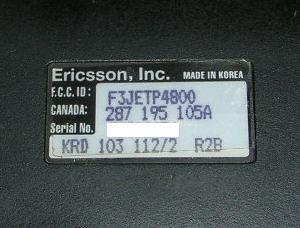 Ericsson, Inc. MADE IN KOREA
F.C.C. ID: F3JETP4800
CANADA: 287 195 105A
Serial No.
KRD 103 112/2 R2B